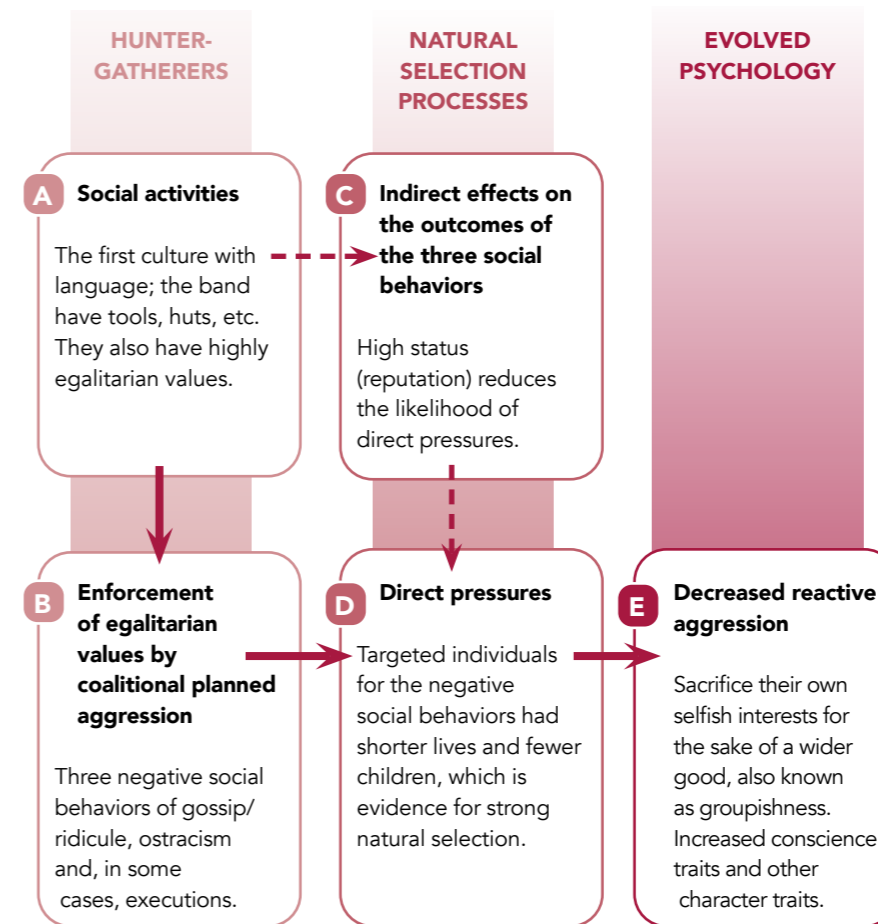 HUNTER-
GATHERERS
NATURAL
SELECTION
PROCESSES
EVOLVED
PSYCHOLOGY
A
Social activities
The first culture with
language; the band
have tools, huts, etc.
They also have highly
egalitarian values.
C
Indirect effects on
the outcomes of
the three social
behaviors
High status
(reputation) reduces
the likelihood of
direct pressures.
B
Enforcement
of egalitarian
values by
coalitional planned
aggression
Three negative social
behaviors of gossip/
ridicule, ostracism
and, in some
cases, executions.
D
Direct pressures
Targeted individuals
for the negative
social behaviors had
shorter lives and fewer
children, which is
evidence for strong
natural selection.
E
Decreased reactive
aggression
Sacrifice their own
selfish interests for
the sake of a wider
good, also known
as groupishness.
Increased conscience
traits and other
character traits.